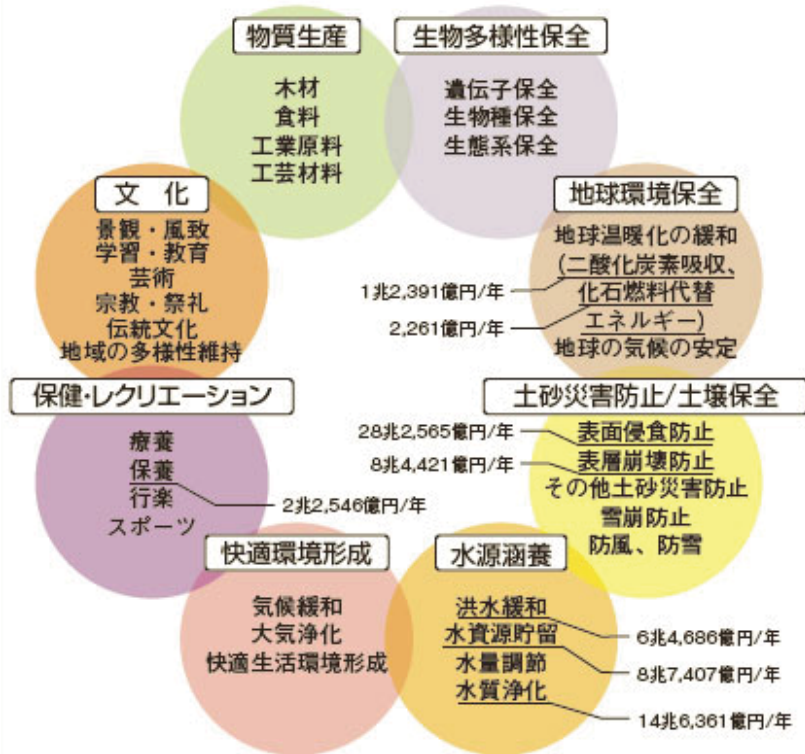 物質生産
木材
食料
工業原料
工芸材料
生物多様性保全
遺伝子保全
生物種保全
生態系保全
文 化
景観・風致
学習・教育
芸術
宗教・祭礼
伝統文化
地域の多様性維持
地球環境保全
地球温暖化の緩和
(二酸化炭素吸収、
1兆2,391億円/年
化石燃料代替
2,261億円/年
エネルギー)
地球の気候の安定
保健・レクリエーション
療養
保養
行楽
スポーツ
2兆2,546億円/年
土砂災害防止/土壌保全
28兆2,565億円/年
表面侵食防止
8兆4,421億円/年
表層崩壊防止
その他土砂災害防止
雪崩防止
防風、防雪
快適環境形成
気候緩和
大気浄化
快適生活環境形成
水源涵養
洪水緩和
6兆4,686億円/年
水資源貯留
8兆7,407億円/年
水量調節
水質浄化
14兆6,361億円/年